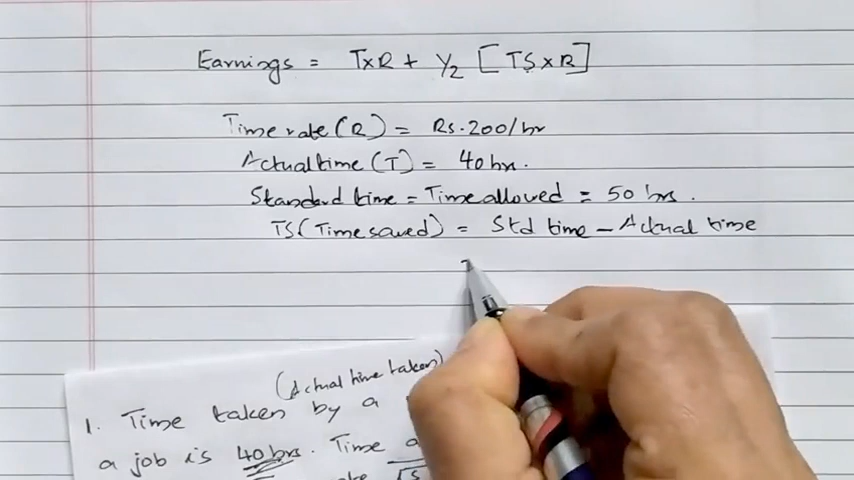 Earnings = T×R + 1/2 [TS×R]
Time rate (R) = Rs.200/hr
Actual time (T) = 40 hrs.
Standard time = Time allowed = 50 hrs.
TS (Time saved) = Std time – Actual time
=
(Actual time taken)
1. Time taken by a
a job is 40 hrs. Time